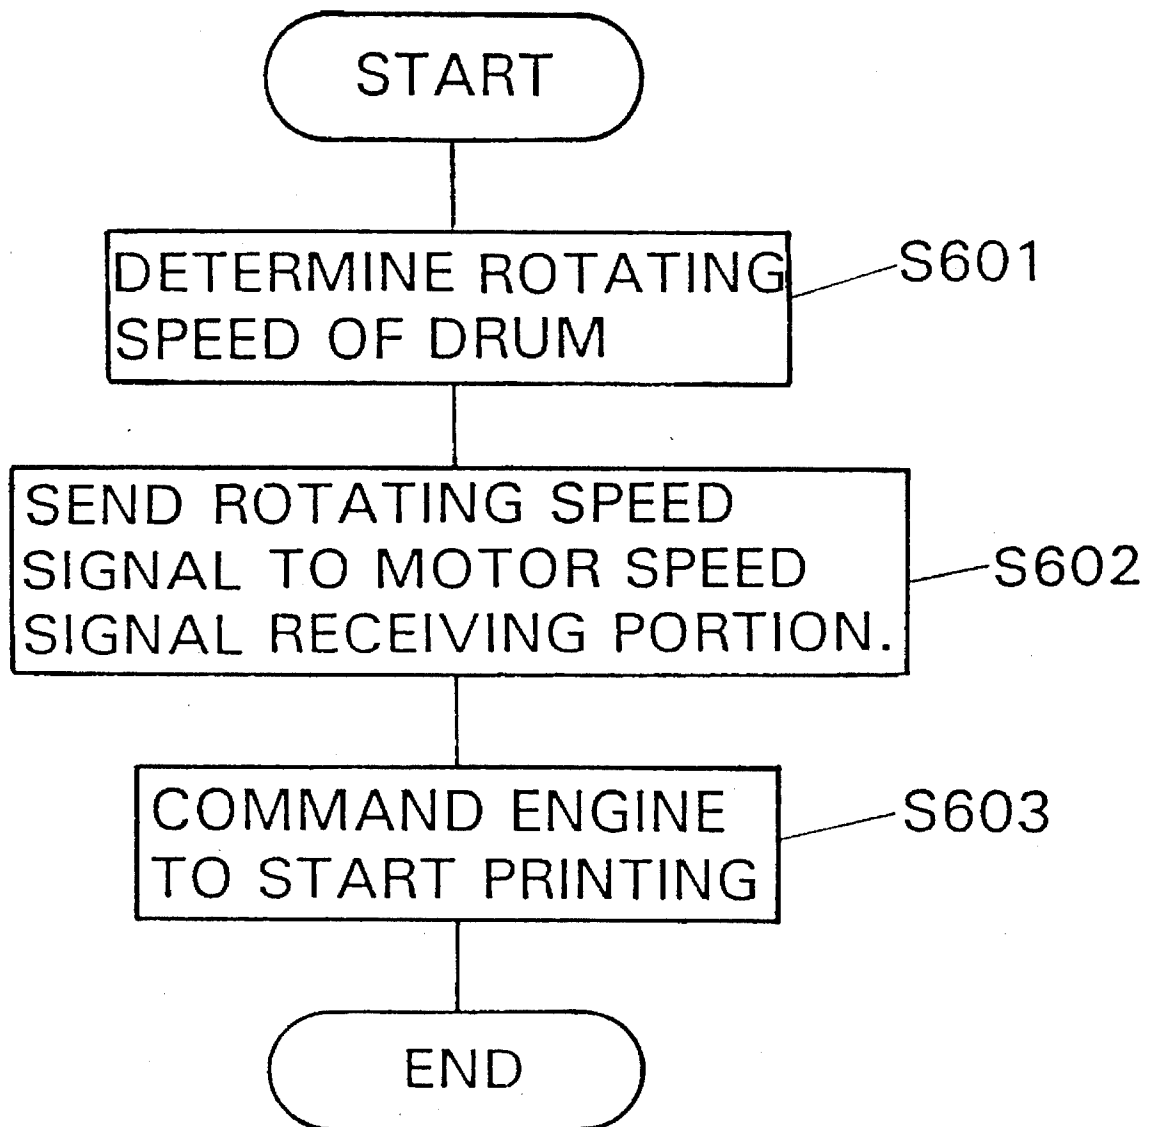 START
DETERMINE ROTATING
SPEED OF DRUM
S601
SEND ROTATING SPEED
SIGNAL TO MOTOR SPEED
SIGNAL RECEIVING PORTION.
S602
COMMAND ENGINE
TO START PRINTING
S603
END